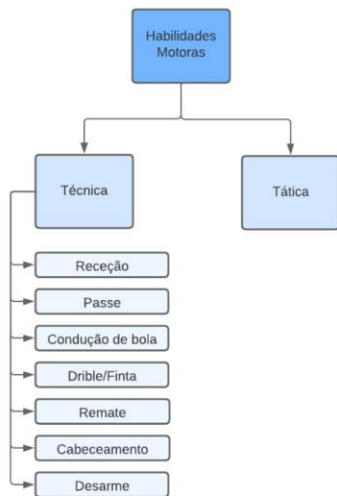 Habilidades
Motoras
Técnica
Tática
Receção
Passe
Condução de bola
Drible/Finta
Remate
Cabeceamento
Desarme